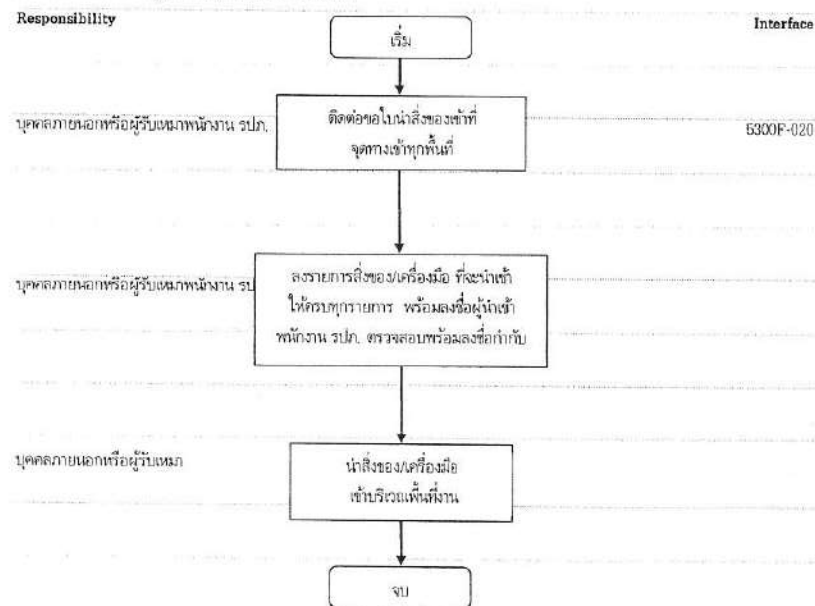 Responsibility
Interface
เริ่ม
บุคคลภายนอกหรือผู้รับเหมาพนักงาน รปภ.
ติดต่อขอใบนำสิ่งของเข้าที่
จุดทางเข้าทุกพื้นที่
5300F-020
บุคคลภายนอกหรือผู้รับเหมาพนักงาน รป
ลงรายการสิ่งของ/เครื่องมือ ที่จะนำเข้า
ให้ครบทุกรายการ พร้อมลงชื่อผู้นำเข้า
พนักงาน รปภ. ตรวจสอบพร้อมลงชื่อกำกับ
บุคคลภายนอกหรือผู้รับเหมา
นำสิ่งของ/เครื่องมือ
เข้าบริเวณพื้นที่งาน
จบ